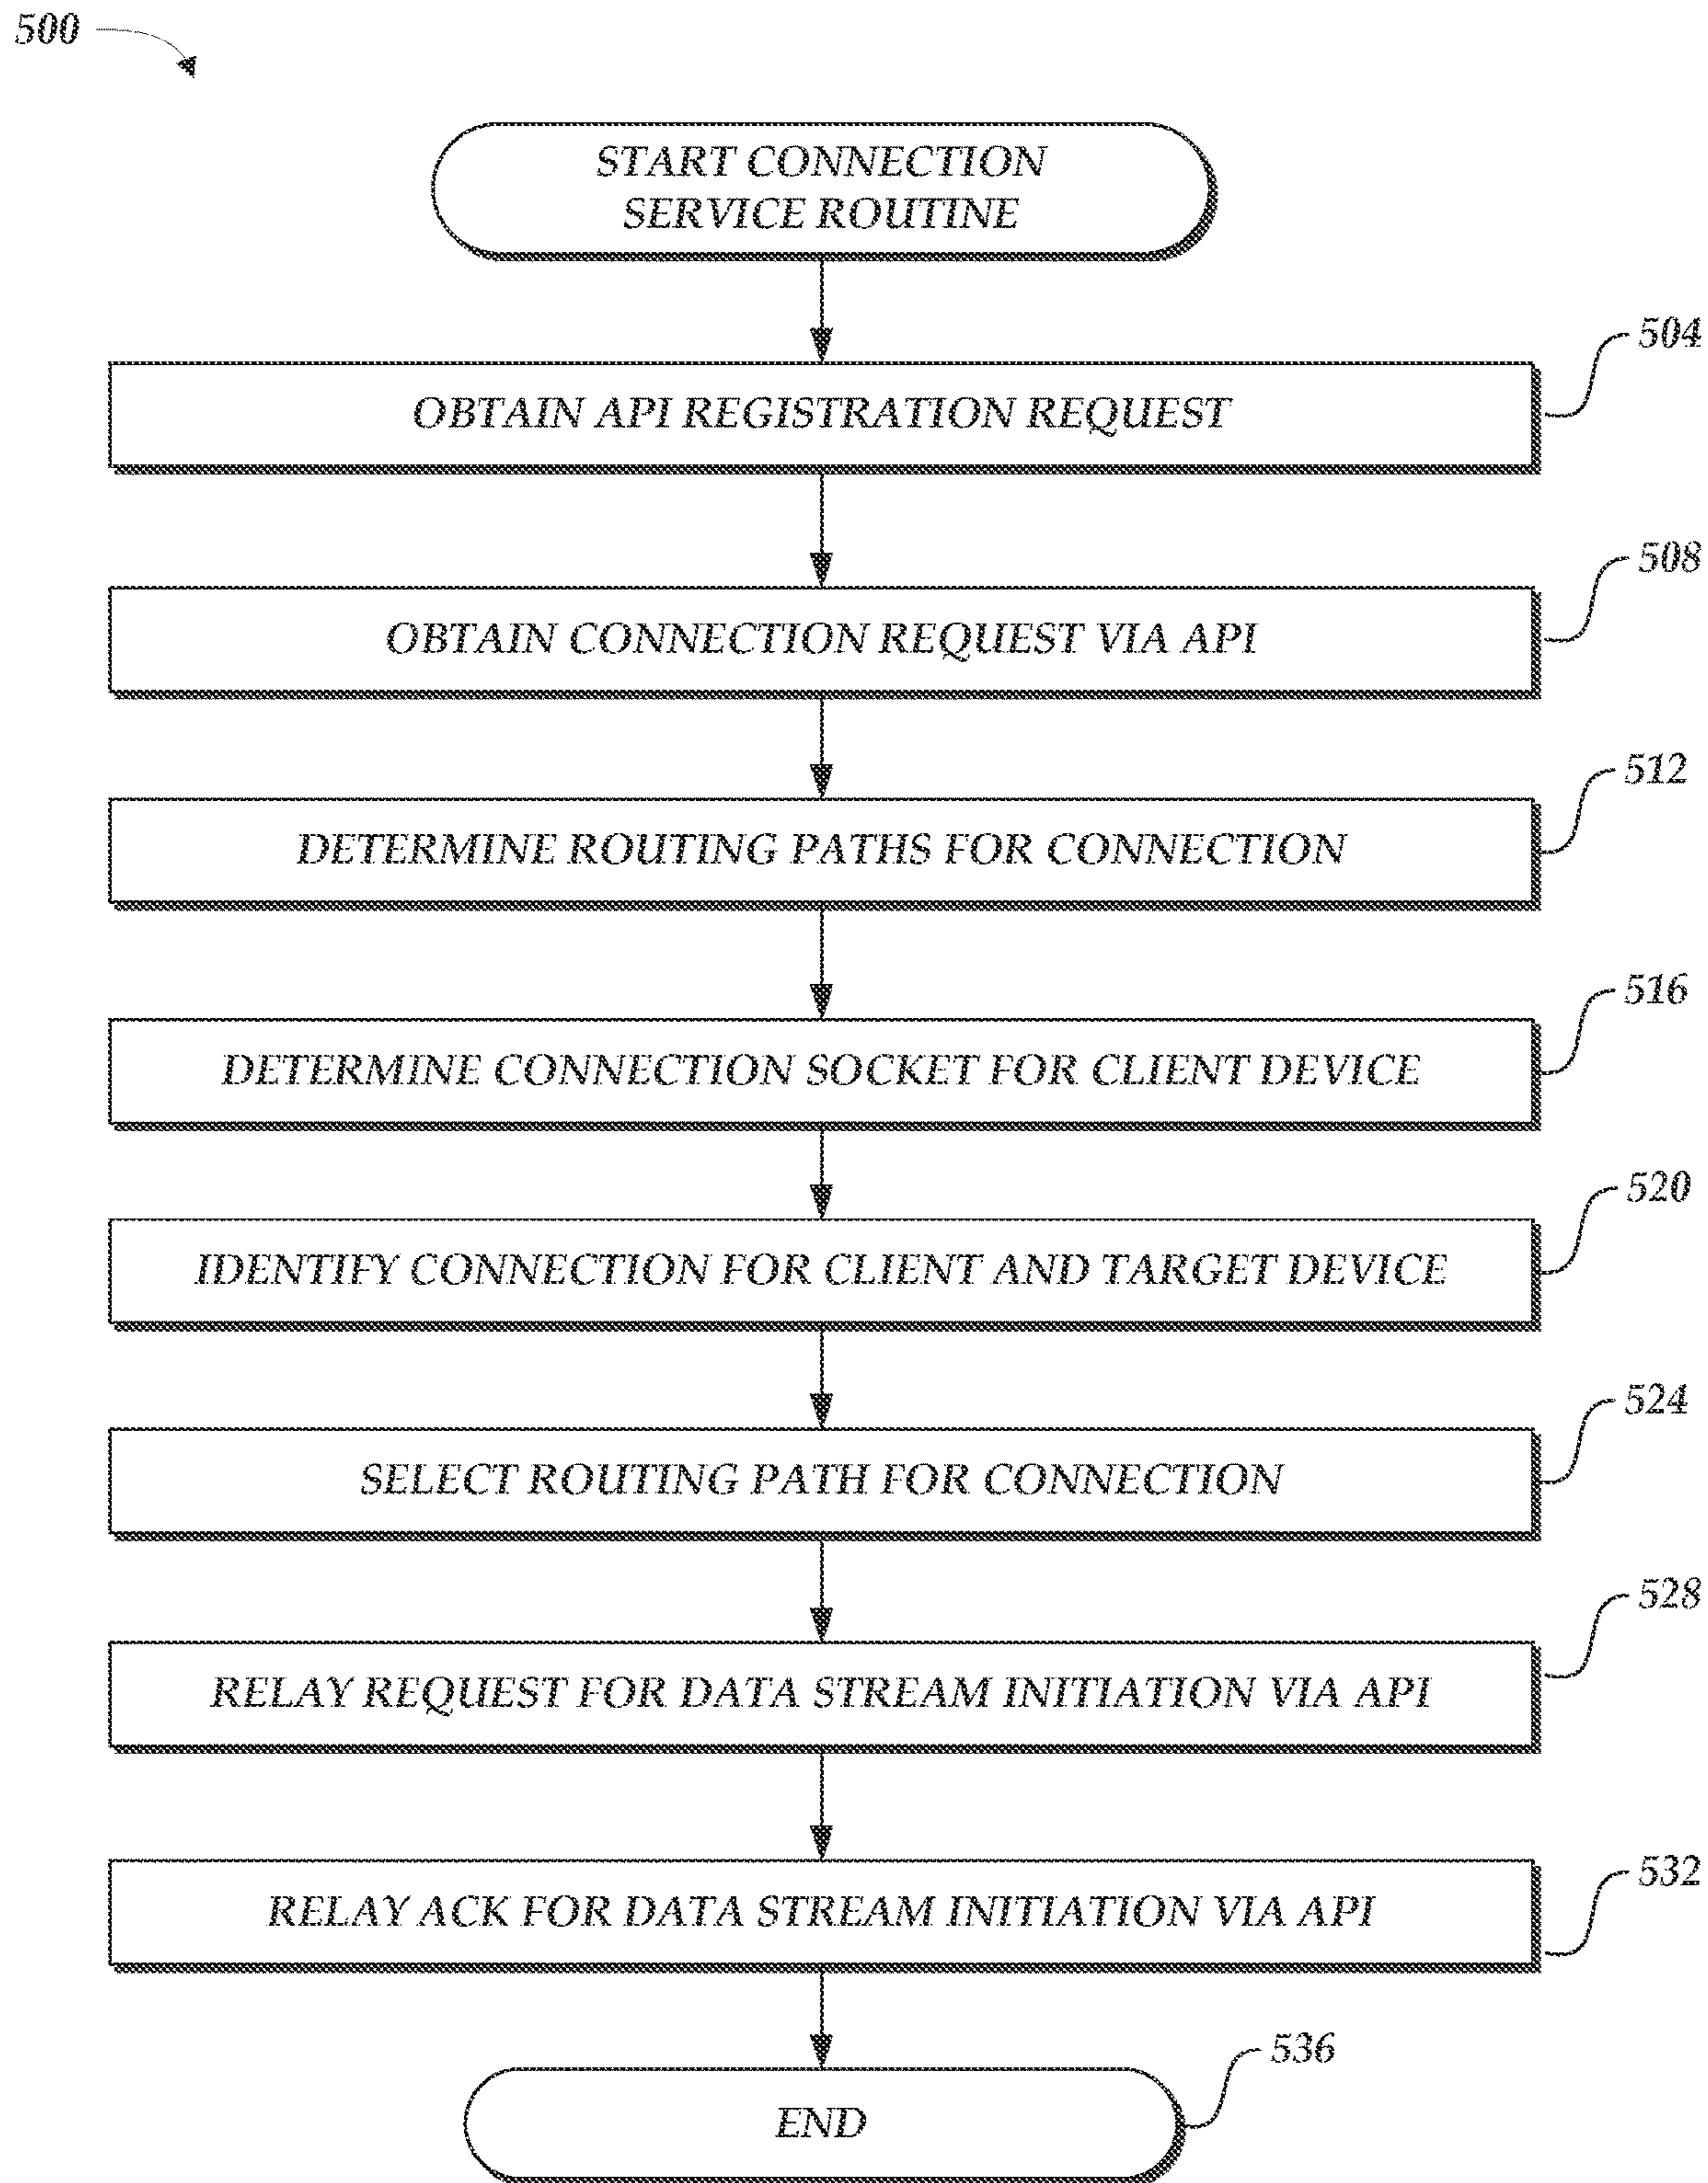 500
START CONNECTION
SERVICE ROUTINE
504
OBTAIN API REGISTRATION REQUEST
508
OBTAIN CONNECTION REQUEST VIA API
512
DETERMINE ROUTING PATHS FOR CONNECTION
516
DETERMINE CONNECTION SOCKET FOR CLIENT DEVICE
520
IDENTIFY CONNECTION FOR CLIENT AND TARGET DEVICE
524
SELECT ROUTING PATH FOR CONNECTION
528
RELAY REQUEST FOR DATA STREAM INITIATION VIA API
532
RELAY ACK FOR DATA STREAM INITIATION VIA API
536
END